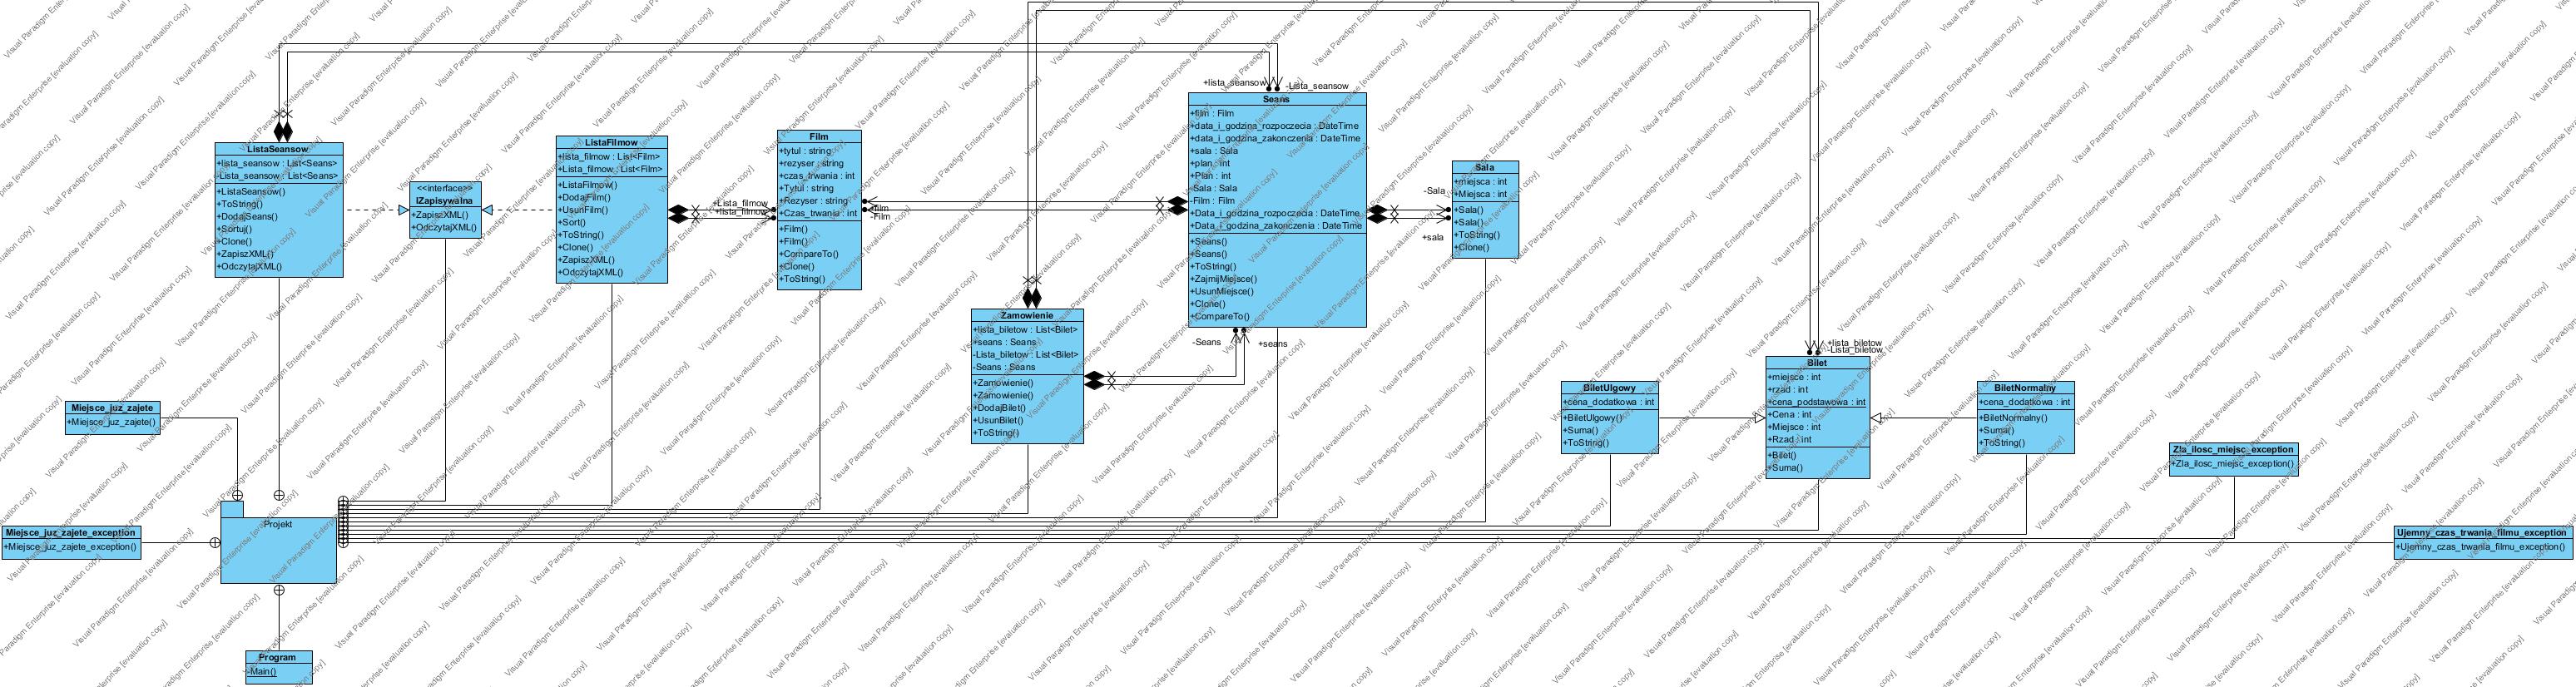 +lista_seansow
-Lista_seansow
ListaSeansow
+lista_seansow : List<Seans>
-Lista_seansow : List<Seans>
+ListaSeansow()
+ToString()
+DodajSeans()
+Sortuj()
+Clone()
+ZapiszXML()
+OdczytajXML()
<<interface>>
IZapisywalna
+ZapiszXML()
+OdczytajXML()
ListaFilmow
+lista_filmow : List<Film>
+Lista_filmow : List<Film>
+ListaFilmow()
+DodajFilm()
+UsunFilm()
+Sort()
+ToString()
+Clone()
+ZapiszXML()
+OdczytajXML()
+Lista_filmow
+lista_filmow
Film
+tytul : string
+rezyser : string
+czas_trwania : int
+Tytul : string
+Rezyser : string
+Czas_trwania : int
+Film()
+Film()
+CompareTo()
+Clone()
+ToString()
+film
-Film
Seans
+film : Film
+data_i_godzina_rozpoczecia : DateTime
+data_i_godzina_zakonczenia : DateTime
+sala : Sala
+plan : int
+Plan : int
-Sala : Sala
-Film : Film
+Data_i_godzina_rozpoczecia : DateTime
+Data_i_godzina_zakonczenia : DateTime
+Seans()
+Seans()
+ToString()
+ZajmijMiejsce()
+UsunMiejsce()
+Clone()
+CompareTo()
-Sala
+sala
Sala
+miejsca : int
+Miejsca : int
+Sala()
+Sala()
+ToString()
+Clone()
Zamowienie
+lista_biletow : List<Bilet>
+seans : Seans
-Lista_biletow : List<Bilet>
-Seans : Seans
+Zamowienie()
+Zamowienie()
+DodajBilet()
+UsunBilet()
+ToString()
-Seans
+seans
+lista_biletow
-Lista_biletow
BiletUlgowy
+cena_dodatkowa : int
+BiletUlgowy()
+Suma()
+ToString()
Bilet
+miejsce : int
+rzad : int
+cena_podstawowa : int
+Cena : int
+Miejsce : int
+Rzad : int
+Bilet()
+Suma()
BiletNormalny
+cena_dodatkowa : int
+BiletNormalny()
+Suma()
+ToString()
Miejsce_juz_zajete
+Miejsce_juz_zajete()
Zla_ilosc_miejsc_exception
+Zla_ilosc_miejsc_exception()
Projekt
Miejsce_juz_zajete_exception
+Miejsce_juz_zajete_exception()
Ujemny_czas_trwania_filmu_exception
+Ujemny_czas_trwania_filmu_exception()
Program
-Main()
Visual Paradigm Enterprise [evaluation copy]